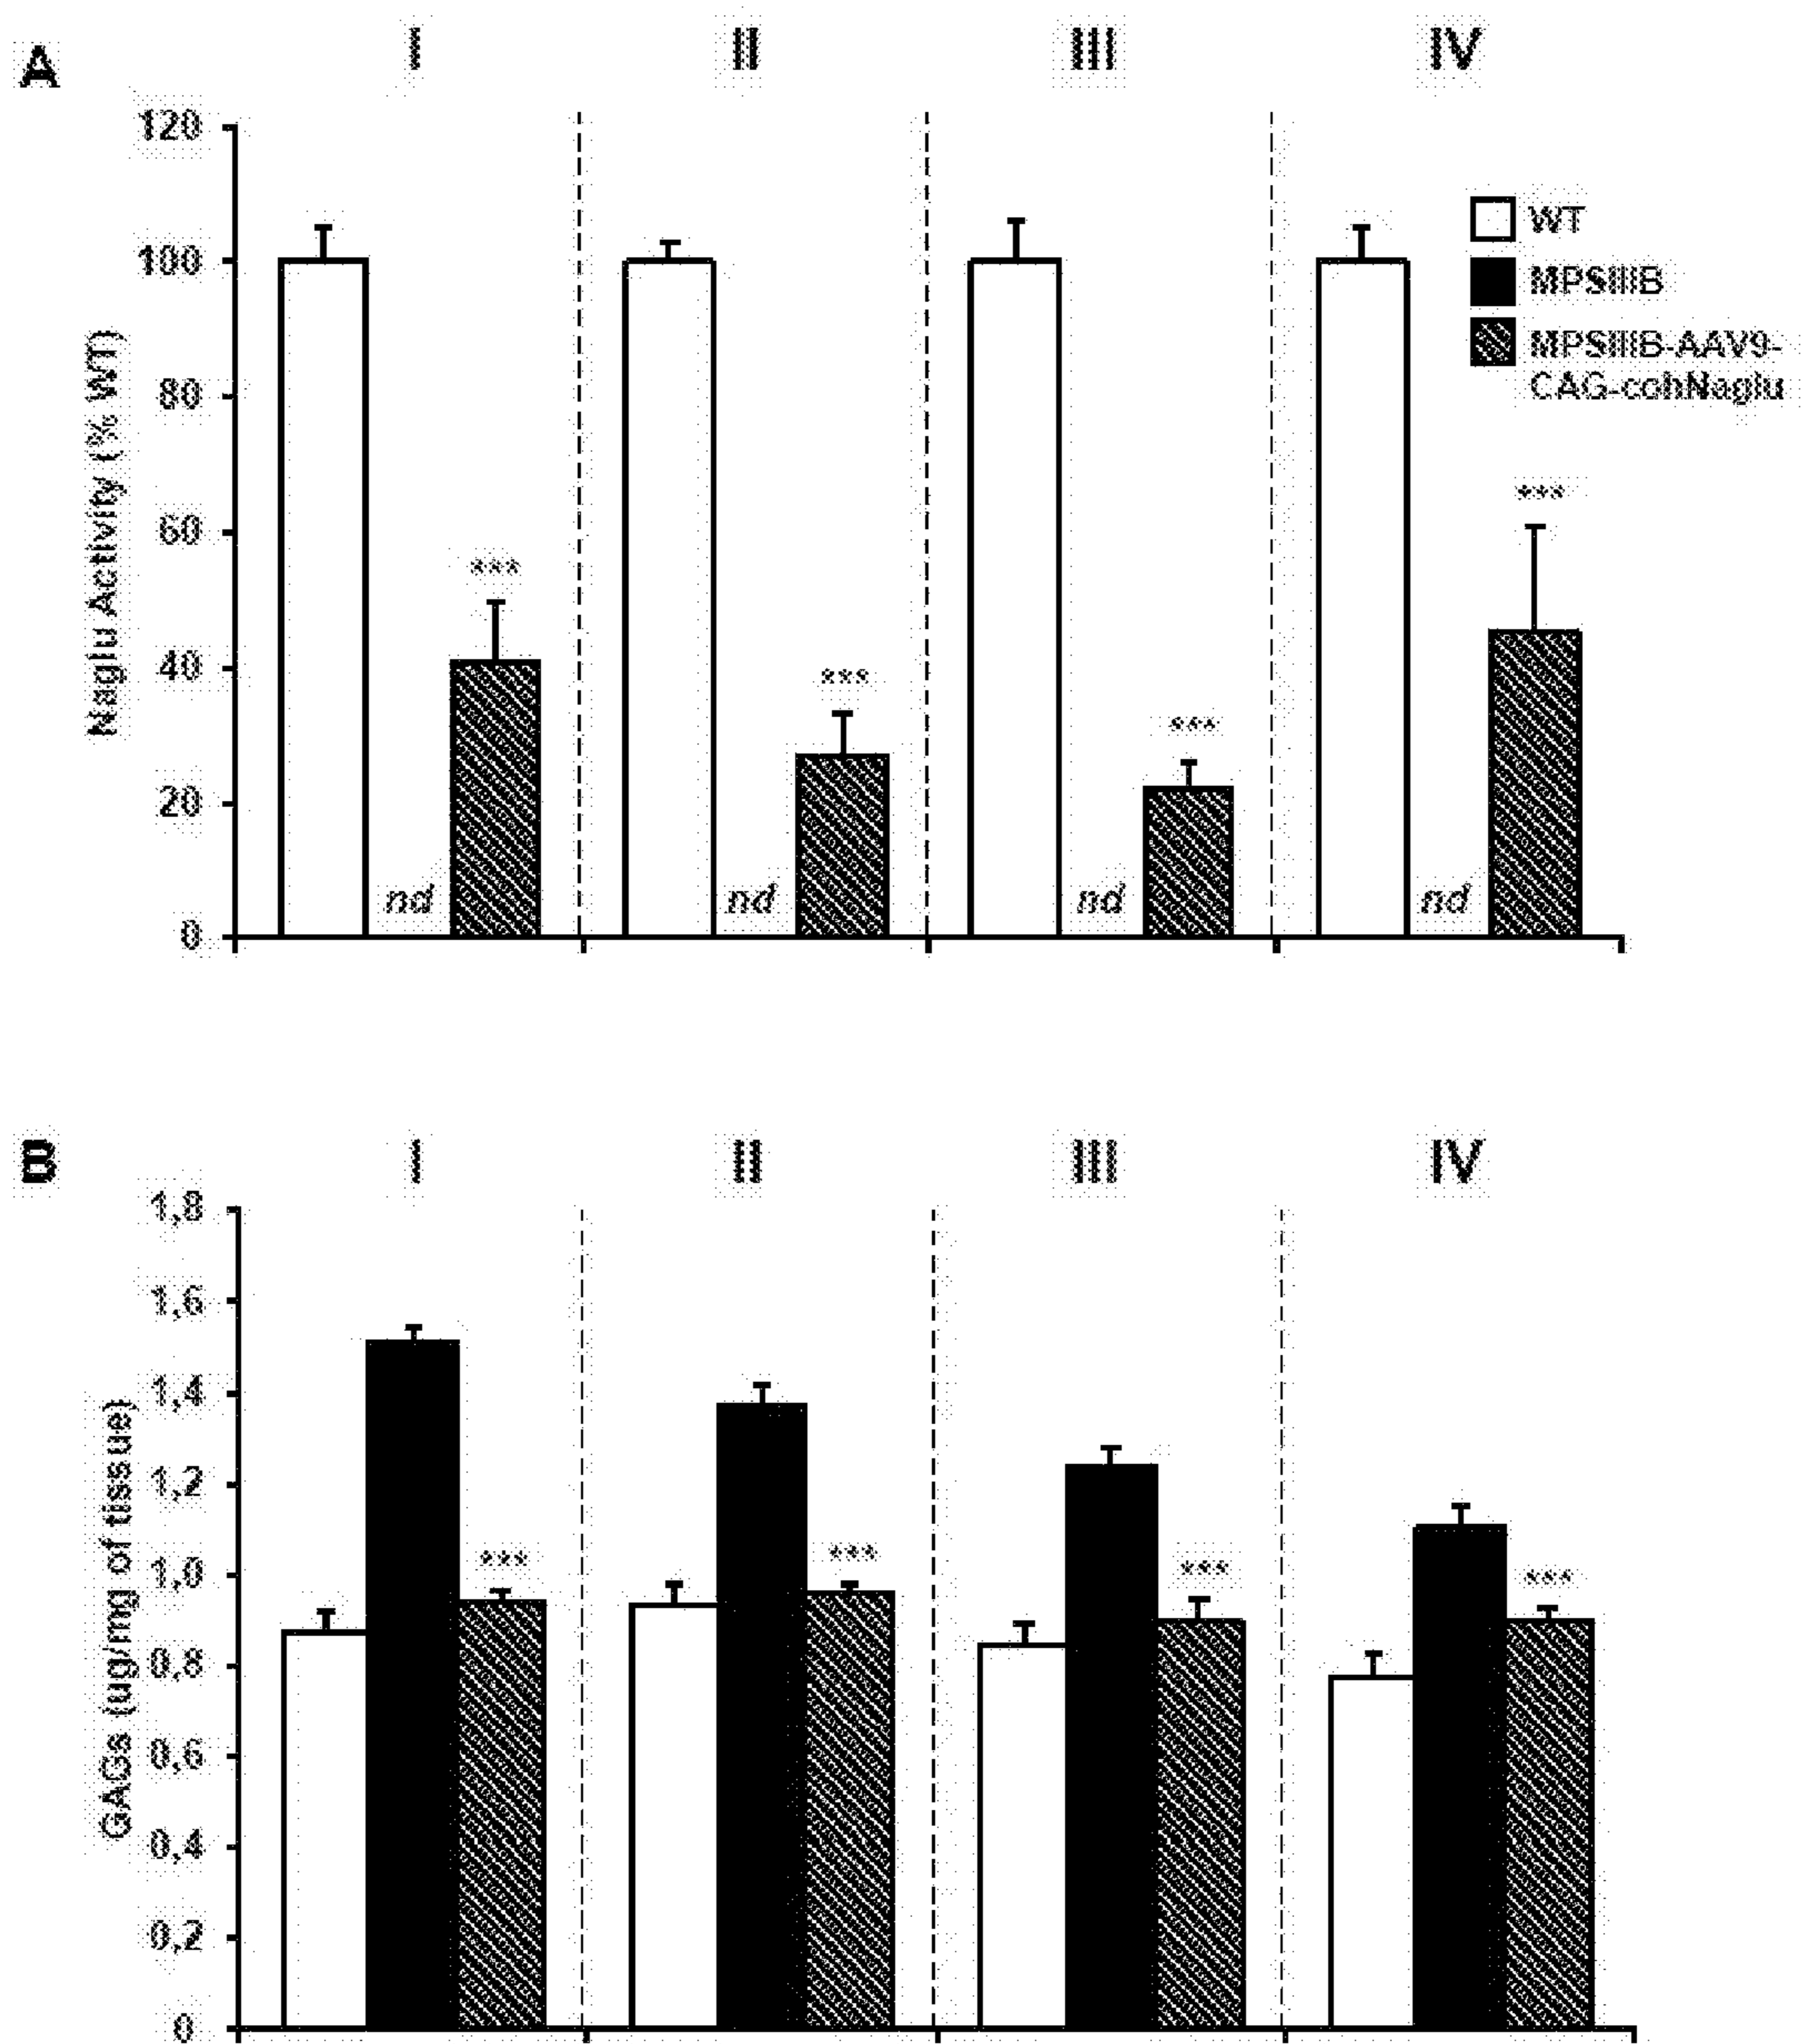 A
I
II
III
IV
120
100
80
60
40
20
0
Naglu Activity (% WT)
WT
MPSIIIB
MPSIIIB-AAV9-
CAG-cohNaglu
***
***
***
***
nd
nd
nd
nd
B
I
II
III
IV
1,8
1,6
1,4
1,2
1,0
0,8
0,6
0,4
0,2
0
GAGs (ug/mg of tissue)
***
***
***
***